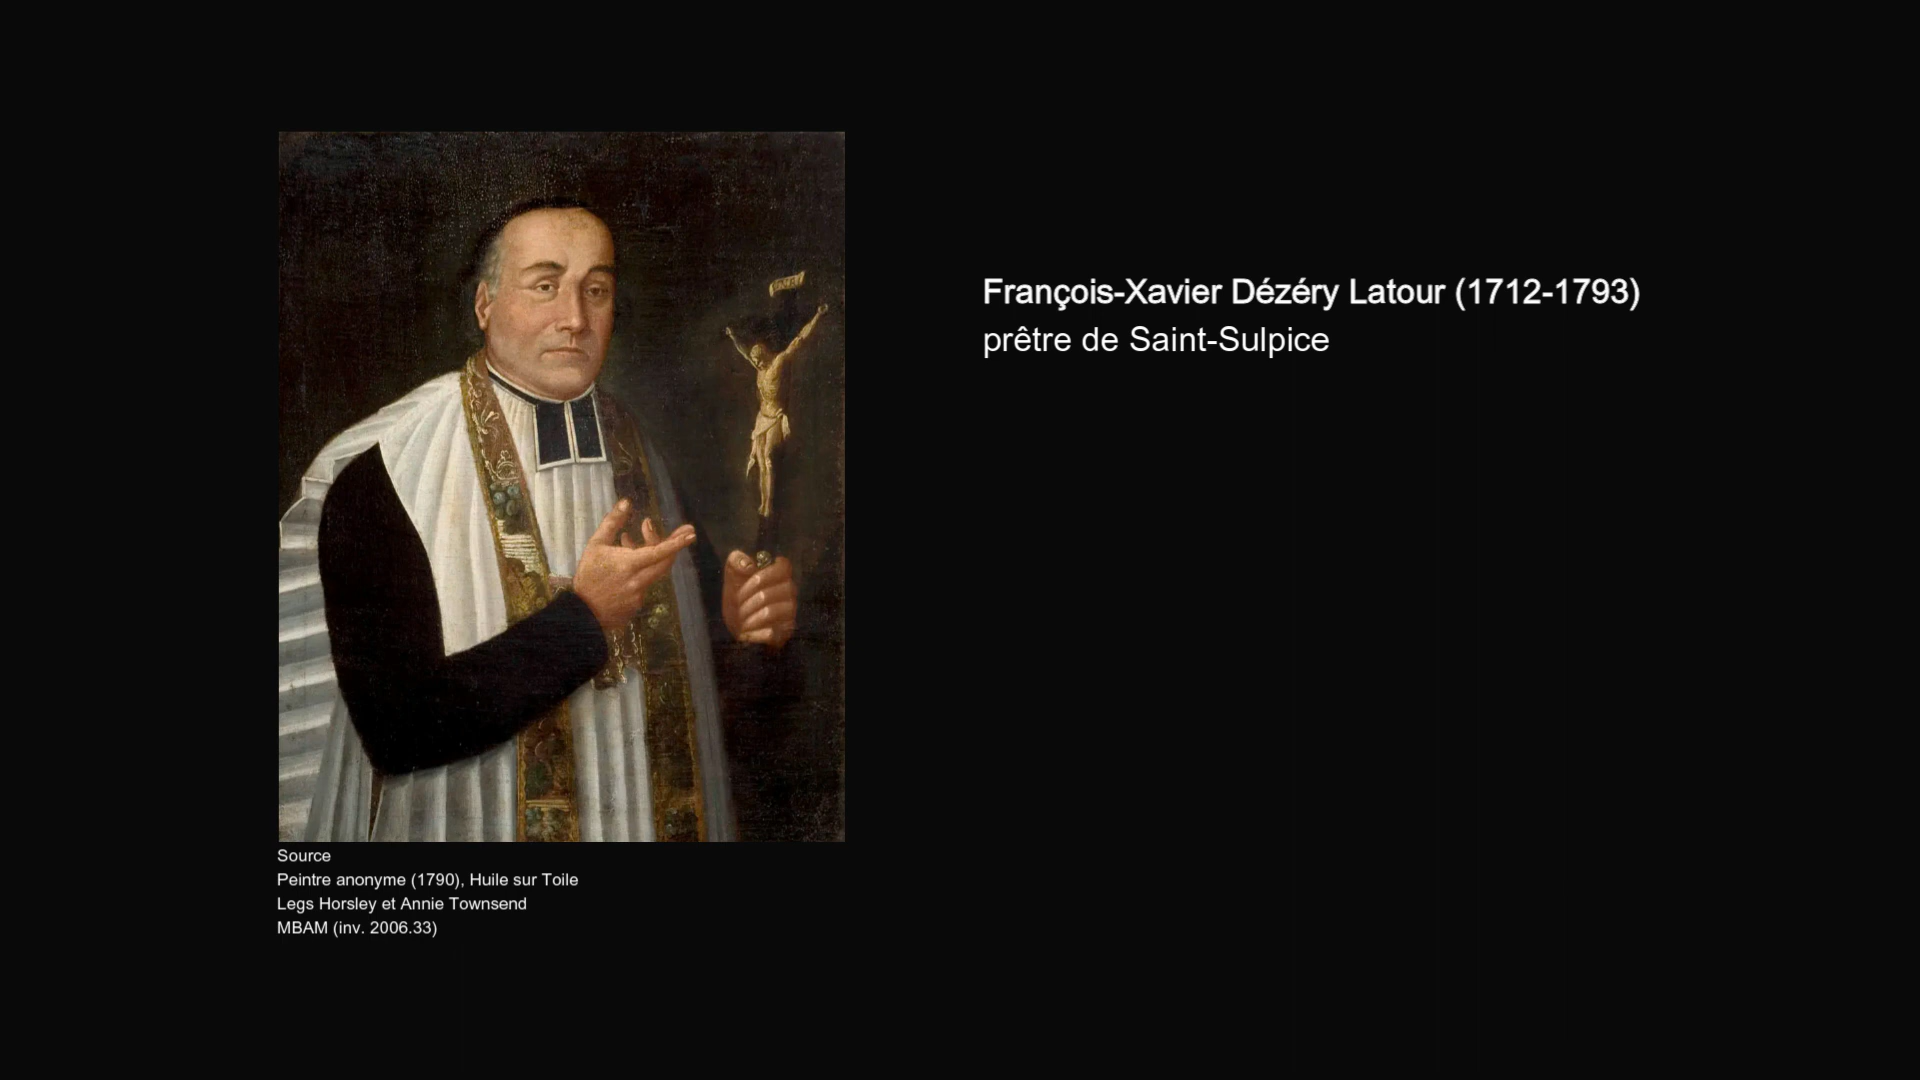 INRI
François-Xavier Dézéry Latour (1712-1793)
prêtre de Saint-Sulpice
Source
Peintre anonyme (1790), Huile sur Toile
Legs Horsley et Annie Townsend
MBAM (inv. 2006.33)